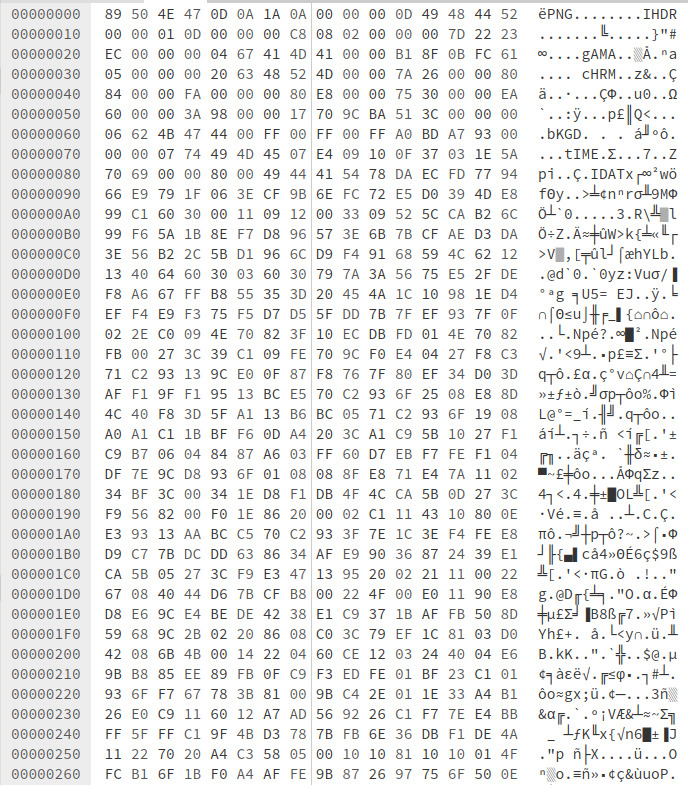 00000000 89 50 4E 47 0D 0A 1A 0A 00 00 00 0D 49 48 44 52 ëPNG........IHDR
00000010 00 00 01 0D 00 00 00 C8 08 02 00 00 00 7D 22 23 .......╚.....}"#
00000020 EC 00 00 00 04 67 41 4D 41 00 00 B1 8F 0B FC 61 ∞....gAMA..▒Å.ⁿa
00000030 05 00 00 00 20 63 48 52 4D 00 00 7A 26 00 00 80 .... cHRM..z&..Ç
00000040 84 00 00 FA 00 00 00 80 E8 00 00 75 30 00 00 EA ä..·...ÇΦ..u0..Ω
00000050 60 00 00 3A 98 00 00 17 70 9C BA 51 3C 00 00 00 `..:ÿ...p£║Q<...
00000060 06 62 4B 47 44 00 FF 00 FF 00 FF A0 BD A7 93 00 .bKGD. . . á╜ºô.
00000070 00 00 07 74 49 4D 45 07 E4 09 10 0F 37 03 1E 5A ...tIME.Σ...7..Z
00000080 70 69 00 00 80 00 49 44 41 54 78 DA EC FD 77 94 pi..Ç.IDATx┌∞²wö
00000090 66 E9 79 1F 06 3E CF 9B 6E FC 72 E5 D0 39 4D E8 fΘy..>╧¢nⁿrσ╨9MΦ
000000A0 99 C1 60 30 00 11 09 12 00 33 09 52 5C CA B2 6C Ö┴`0.....3.R\╩▓l
000000B0 99 F6 5A 1B 8E EF D8 96 57 3E 6B 7B CF AE D3 DA Ö÷Z.Ä∩╪ûW>k{╧«╙┌
000000C0 3E 56 B2 2C 5B D1 96 6C D9 F4 91 68 59 4C 62 12 >V▓,[╤ûl┘⌠æhYLb.
000000D0 13 40 64 60 30 03 60 30 79 7A 3A 56 75 E5 2F DE .@d`0.`0yz:Vuσ/▐
000000E0 F8 A6 67 FF B8 55 35 3D 20 45 4A 1C 10 98 1E D4 °ªg ╕U5= EJ..ÿ.╘
000000F0 EF F4 E9 F3 75 F5 D7 D5 5F DD 7B 7F EF 93 7F 0F ∩⌠Θ≤u⌡╫╒_▌{⌂∩ô⌂.
00000100 02 2E C0 09 4E 70 82 3F 10 EC DB FD 01 4E 70 82 ..└.Npé?.∞█².Npé
00000110 FB 00 27 3C 39 C1 09 FE 70 9C F0 E4 04 27 F8 C3 √.'<9┴.▪p£≡Σ.'°├
00000120 71 C2 93 13 9C E0 0F 87 F8 76 7F 80 EF 34 D0 3D q┬ô.£α.ç°v⌂Ç∩4╨=
00000130 AF F1 9F F1 95 13 BC E5 70 C2 93 6F 25 08 E8 8D »±ƒ±ò.╝σp┬ôo%.Φì
00000140 4C 40 F8 3D 5F A1 13 B6 BC 05 71 C2 93 6F 19 08 L@°=_í.╢╝.q┬ôo..
00000150 A0 A1 C1 1B BF F6 0D A4 20 3C A1 C9 5B 10 27 F1 áí┴.┐÷.ñ <í╔[.'±
00000160 C9 B7 06 04 84 87 A6 03 FF 60 D7 EB F7 FE F1 04 ╔╖..äçª. `╫δ≈▪±.
00000170 DF 7E 9C D8 93 6F 01 08 08 8F E8 71 E4 7A 11 02 ▀~£╪ôo...ÅΦqΣz..
00000180 34 BF 3C 00 34 1E D8 F1 DB 4F 4C CA 5B 0D 27 3C 4┐<.4.╪±█OL╩[.'<
00000190 F9 56 82 00 F0 1E 86 20 00 02 C1 11 43 10 80 0E ∙Vé.≡.å ..┴.C.Ç.
000001A0 E3 93 13 AA BC C5 70 C2 93 3F 7E 1C 3E F4 FE E8 πô.¬╝┼p┬ô?~.>⌠▪Φ
000001B0 D9 C7 7B DC DD 63 86 34 AF E9 90 36 87 24 39 E1 ┘╟{▄▌cå4»ΘÉ6ç$9ß
000001C0 CA 5B 05 27 3C F9 E3 47 13 95 20 02 21 11 00 22 ╩[.'<∙πG.ò .!.."
000001D0 67 08 40 44 D6 7B CF B8 00 22 4F 00 E0 11 90 E8 g.@D╓{╧╕."O.α.ÉΦ
000001E0 D8 E6 9C E4 BE DE 42 38 E1 C9 37 1B AF FB 50 8D ╪µ£Σ╛▐B8ß╔7.»√Pì
000001F0 59 68 9C 2B 02 20 86 08 C0 3C 79 EF 1C 81 03 D0 Yh£+. å.└<y∩.ü.╨
00000200 42 08 6B 4B 00 14 22 04 60 CE 12 03 24 40 04 E6 B.kK..".`╬..$@.µ
00000210 9B B8 85 EE 89 FB 0F C9 F3 ED FE 01 BF 23 C1 01 ¢╕àεë√.╔≤φ▪.┐#┴.
00000220 93 6F F7 67 78 3B 81 00 9B C4 2E 01 1E 33 A4 B1 ôo≈gx;ü.¢─...3ñ▒
00000230 26 E0 C9 11 60 12 A7 AD 56 92 26 C1 F7 7E E4 BB &α╔.`.º¡VÆ&┴≈~Σ╗
00000240 FF 5F FF C1 9F 4B D3 78 7B FB 6E 36 DB F1 DE 4A  _ ┴ƒK╙x{√n6█±▐J
00000250 11 22 70 20 A4 C3 58 05 00 10 10 81 10 10 01 4F ."p ñ├X....ü...O
00000260 FC B1 6F 1B F0 A4 AF FE 9B 87 26 97 75 6F 50 0E ⁿ▒o.≡ñ»▪¢ç&ùuoP.